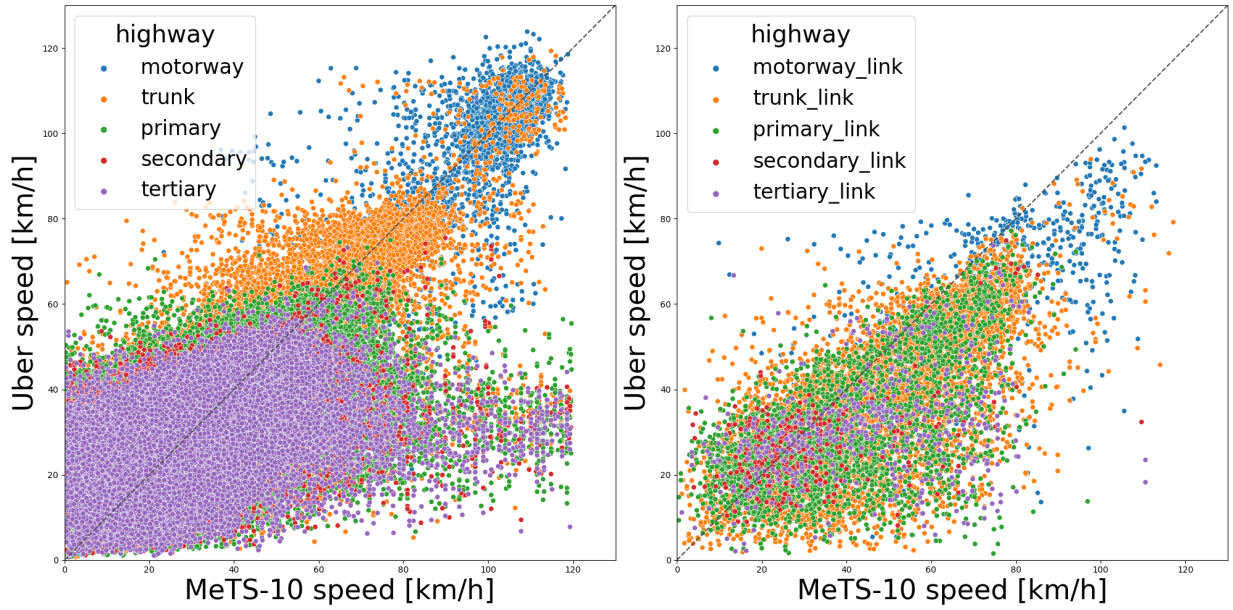 highway
motorway
trunk
primary
secondary
tertiary
Uber speed [km/h]
120
100
80
60
40
20
0
0
20
40
60
80
100
120
MeTS-10 speed [km/h]
highway
motorway_link
trunk_link
primary_link
secondary_link
tertiary_link
Uber speed [km/h]
120
100
80
60
40
20
0
0
20
40
60
80
100
120
MeTS-10 speed [km/h]